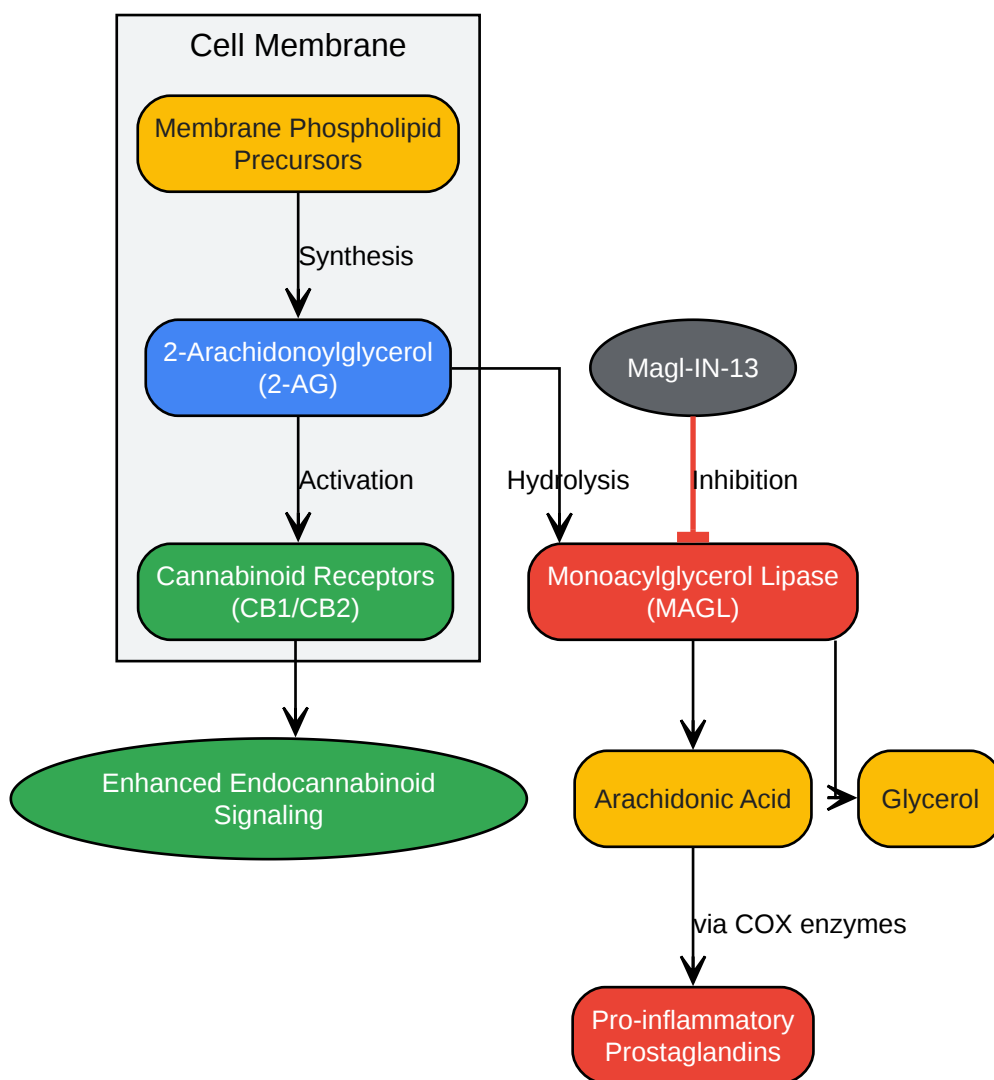 Cell Membrane
Membrane Phospholipid
Precursors
Synthesis
2-Arachidonoylglycerol
(2-AG)
Magl-IN-13
Activation
Hydrolysis
Inhibition
Cannabinoid Receptors
(CB1/CB2)
Monoacylglycerol Lipase
(MAGL)
Enhanced Endocannabinoid
Signaling
Arachidonic Acid
Glycerol
via COX enzymes
Pro-inflammatory
Prostaglandins